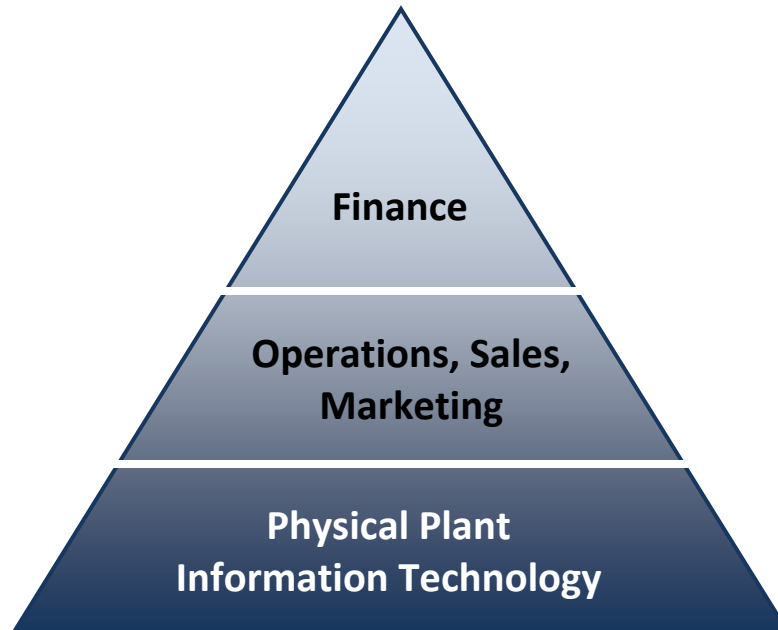 Finance
Operations, Sales,
Marketing
Physical Plant
Information Technology